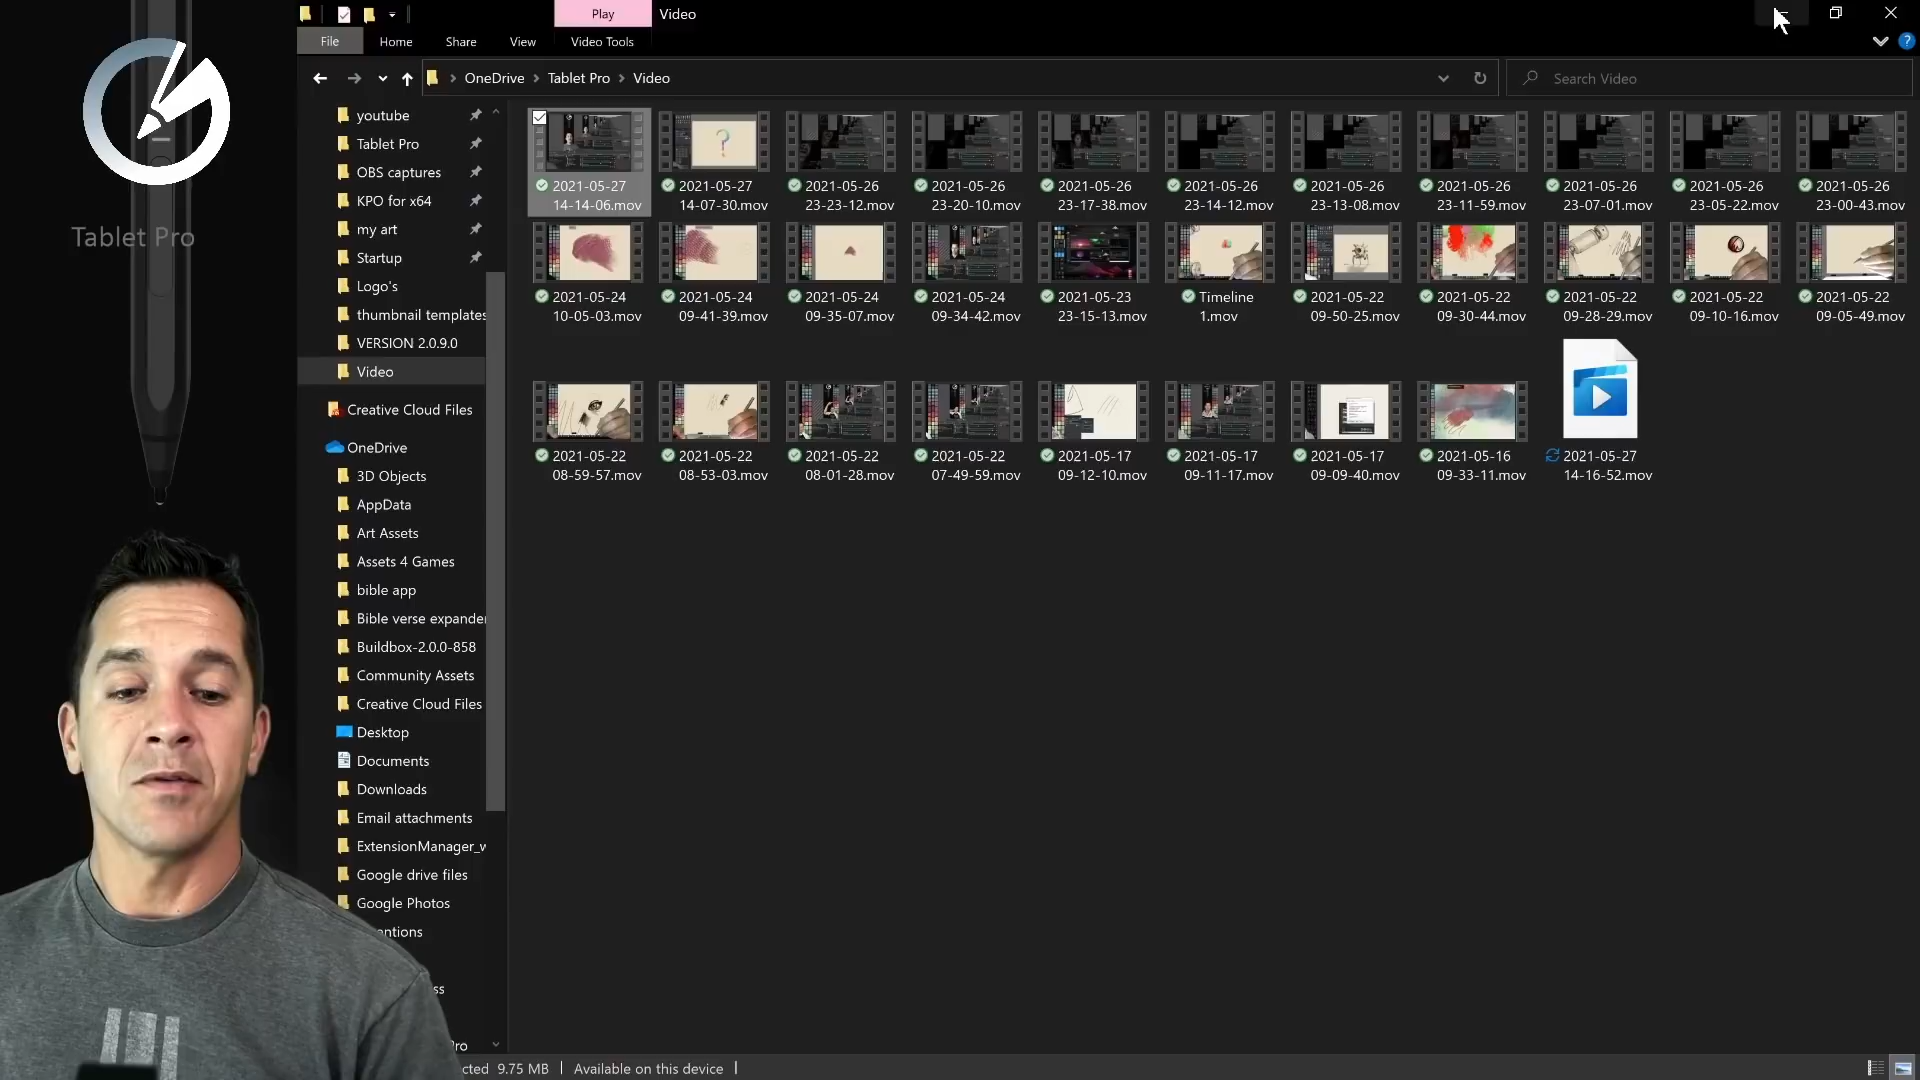 Play
Video
File
Home
Share
View
Video Tools
OneDrive
Tablet Pro
Video
Search Video
Tablet Pro
youtube
Tablet Pro
OBS captures
KPO for x64
my art
Startup
Logo's
thumbnail templates
VERSION 2.0.9.0
Video
Creative Cloud Files
OneDrive
3D Objects
AppData
Art Assets
Assets 4 Games
bible app
Bible verse expander
Buildbox-2.0.0-858
Community Assets
Creative Cloud Files
Desktop
Documents
Downloads
Email attachments
ExtensionManager_w
Google drive files
Google Photos
entions
ss
Pro
2021-05-27
14-14-06.mov
2021-05-27
14-07-30.mov
2021-05-26
23-23-12.mov
2021-05-26
23-20-10.mov
2021-05-26
23-17-38.mov
2021-05-26
23-14-12.mov
2021-05-26
23-13-08.mov
2021-05-26
23-11-59.mov
2021-05-26
23-07-01.mov
2021-05-26
23-05-22.mov
2021-05-26
23-00-43.mov
2021-05-24
10-05-03.mov
2021-05-24
09-41-39.mov
2021-05-24
09-35-07.mov
2021-05-24
09-34-42.mov
2021-05-23
23-15-13.mov
Timeline
1.mov
2021-05-22
09-50-25.mov
2021-05-22
09-30-44.mov
2021-05-22
09-28-29.mov
2021-05-22
09-10-16.mov
2021-05-22
09-05-49.mov
2021-05-22
08-59-57.mov
2021-05-22
08-53-03.mov
2021-05-22
08-01-28.mov
2021-05-22
07-49-59.mov
2021-05-17
09-12-10.mov
2021-05-17
09-11-17.mov
2021-05-17
09-09-40.mov
2021-05-16
09-33-11.mov
2021-05-27
14-16-52.mov
cted 9.75 MB
Available on this device